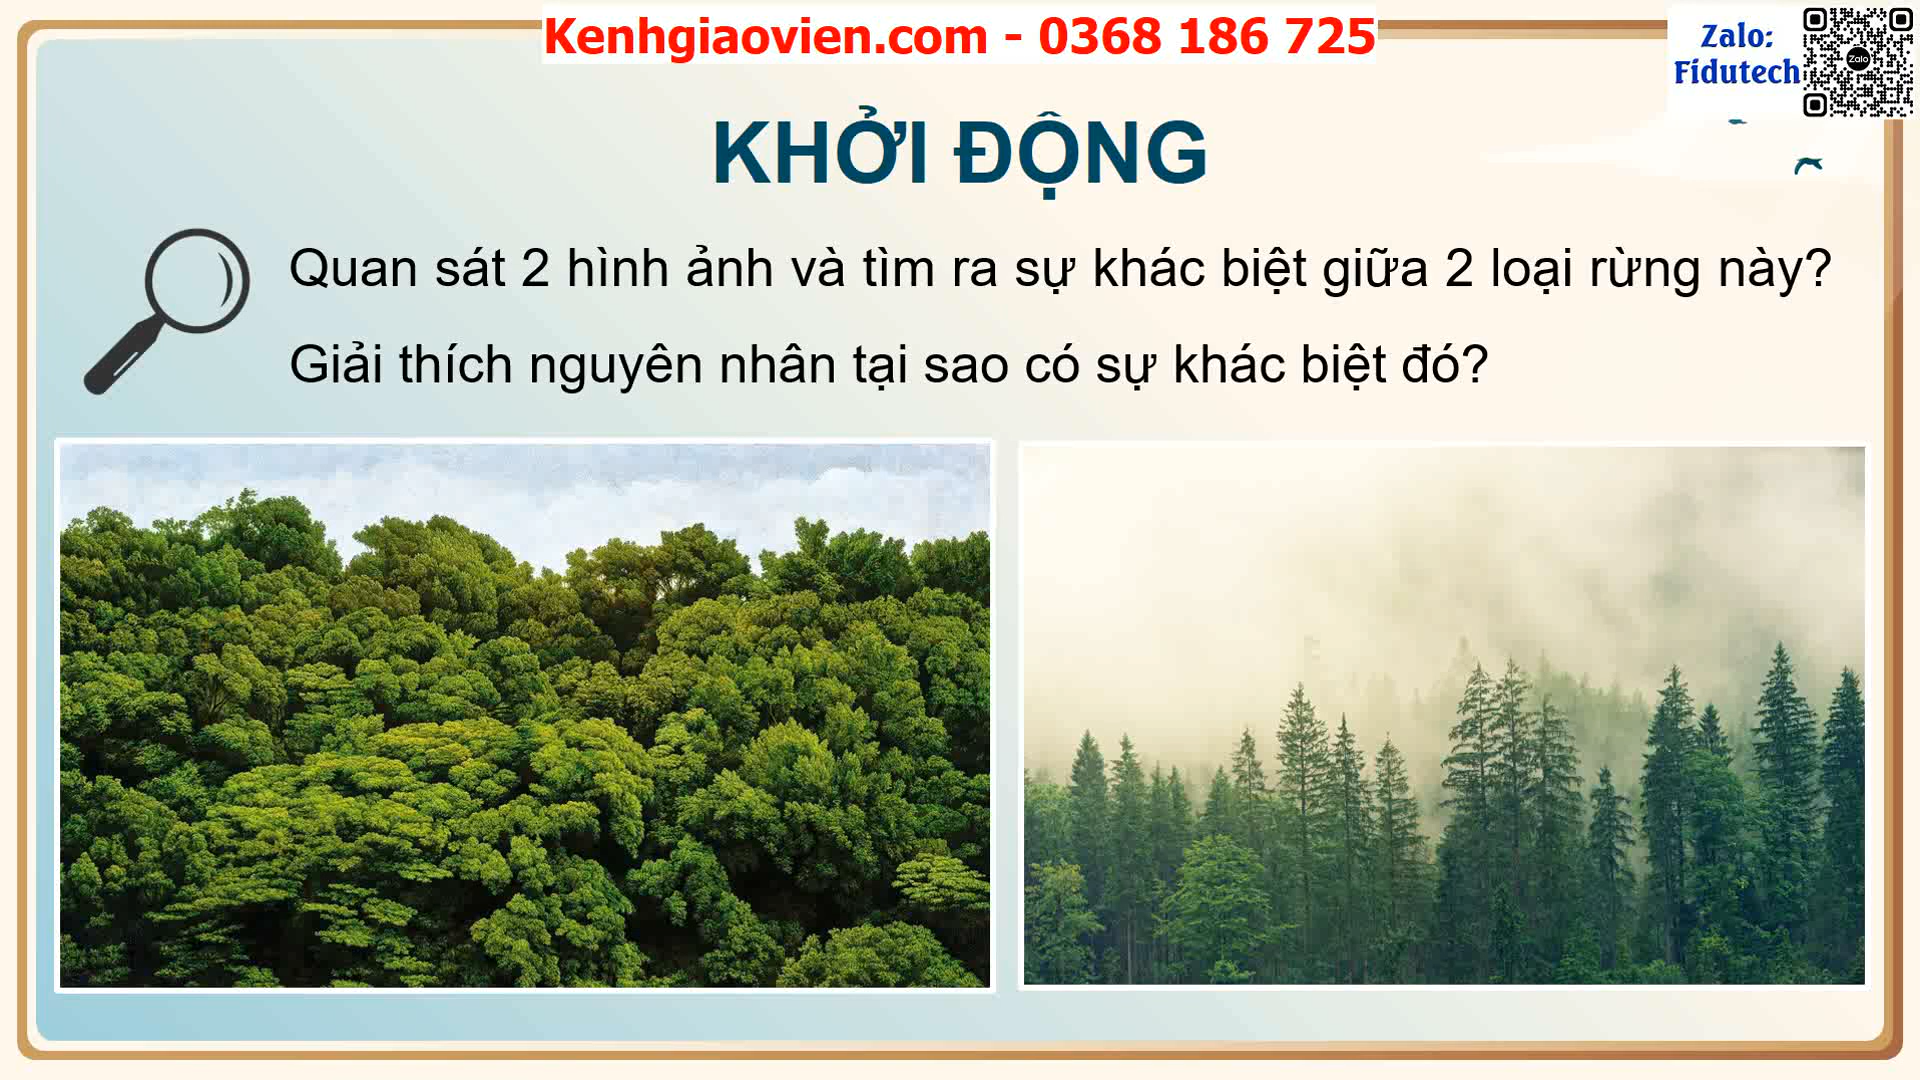 Kenhgiaovien.com - 0368 186 725
Zalo:
Fidutech
Zalo
KHỞI ĐỘNG
Quan sát 2 hình ảnh và tìm ra sự khác biệt giữa 2 loại rừng này?
Giải thích nguyên nhân tại sao có sự khác biệt đó?